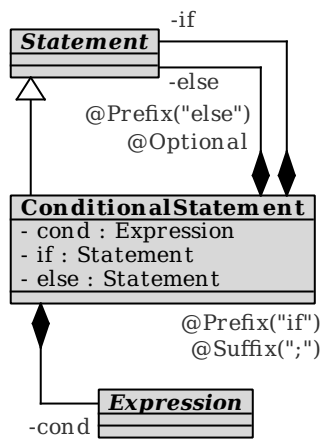 -if
Statement
-else
@Prefix("else")
@Optional
ConditionalStatement
- cond : Expression
- if : Statement
- else : Statement
@Prefix("if")
@Suffix(";")
Expression
-cond